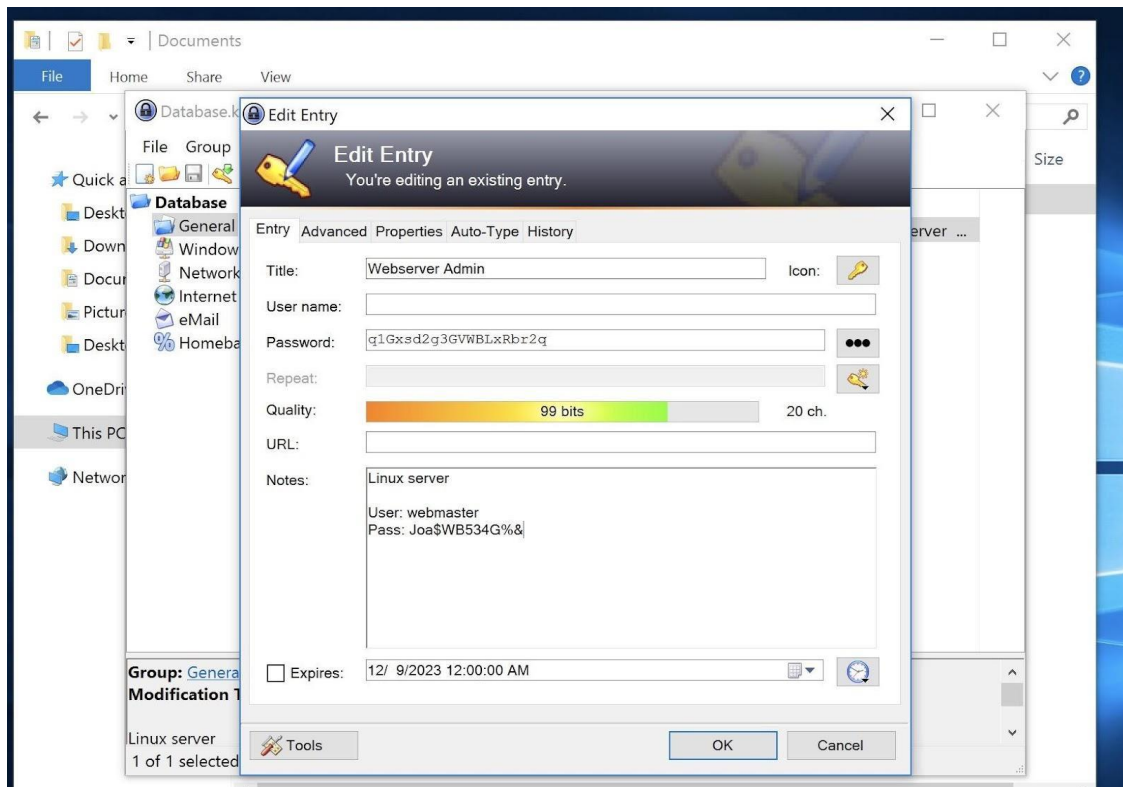 Documents
File Home Share View
Database.k
Edit Entry
File Group
Edit Entry
You're editing an existing entry.
Size
Quick a
Database
Deskt
General
Entry Advanced Properties Auto-Type History
erver ...
Down
Window
Docur
Network
Title: Webserver Admin Icon:
Internet
User name:
Pictur
eMail
Deskt
Homeba
Password: q1Gxsd2g3GVWBLxRbr2q
Repeat:
OneDri
Quality: 99 bits 20 ch.
This PC
URL:
Networ
Notes: Linux server
User: webmaster
Pass: Joa$WB534G%&
Group: Genera
Expires: 12/ 9/2023 12:00:00 AM
Modification T
Linux server
Tools OK Cancel
1 of 1 selected